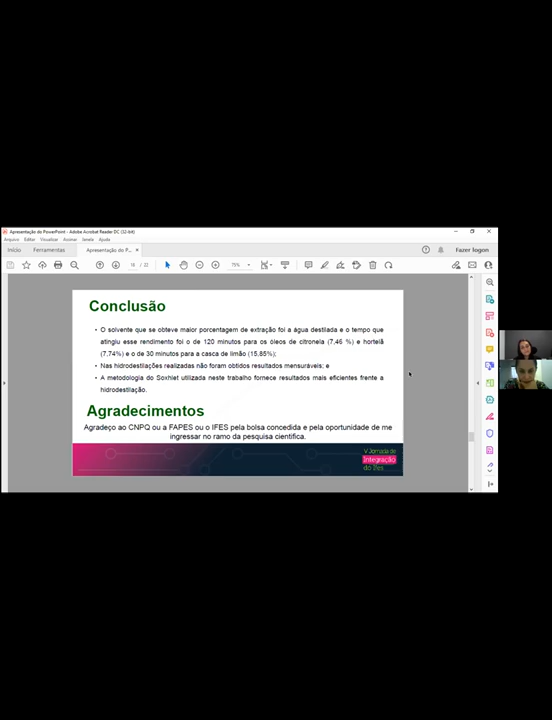 Apresentação do PowerPoint - Adobe Acrobat Reader DC (32-bit)
Arquivo Editar Visualizar Assinar Janela Ajuda
Início Ferramentas Apresentação do P... × Fazer logon
16 / 22 75%
Conclusão
• O solvente que se obteve maior porcentagem de extração foi a água destilada e o tempo que
atingiu esse rendimento foi o de 120 minutos para os óleos de citronela (7,46 %) e hortelã
(7,74%) e o de 30 minutos para a casca de limão (15,85%);
• Nas hidrodestilações realizadas não foram obtidos resultados mensuráveis; e
• A metodologia do Soxhlet utilizada neste trabalho fornece resultados mais eficientes frente a
hidrodestilação.
Agradecimentos
Agradeço ao CNPQ ou a FAPES ou o IFES pela bolsa concedida e pela oportunidade de me
ingressar no ramo da pesquisa científica.
V Jornada de
Integração
do Ifes